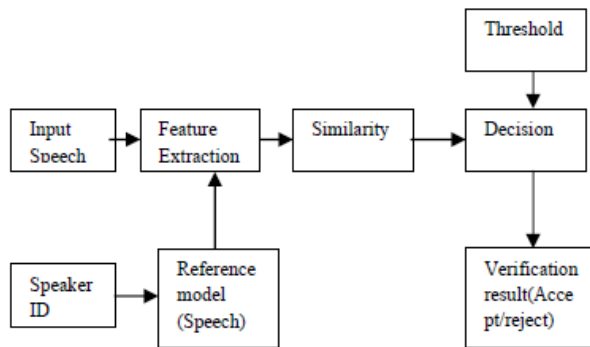 Threshold
Input
Speech
Feature
Extraction
Similarity
Decision
Speaker
ID
Reference
model
(Speech)
Verification
result(Acce
pt/reject)